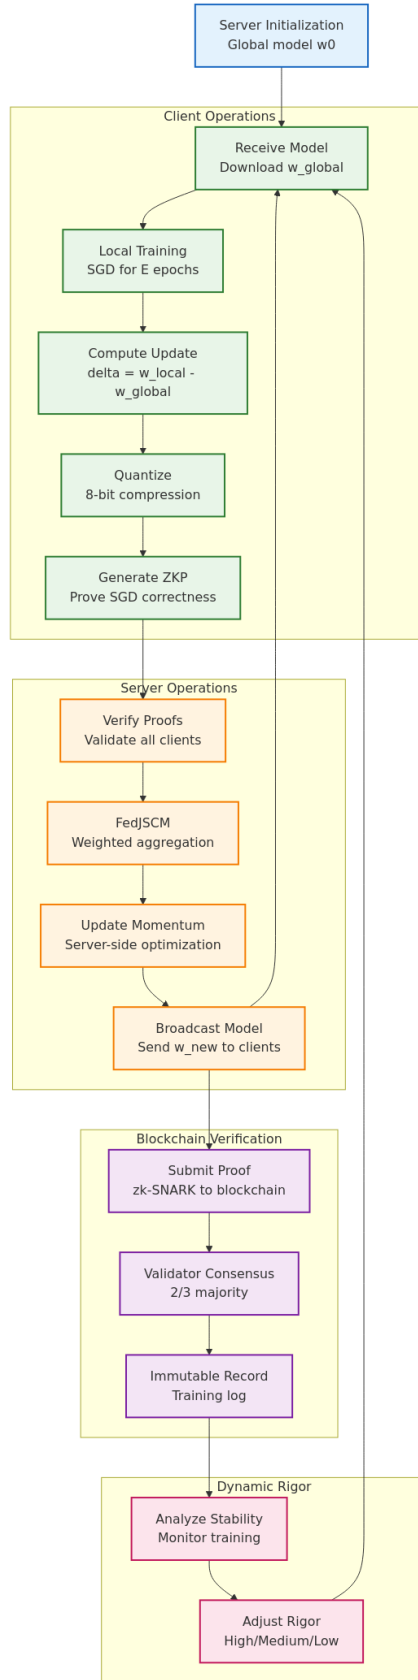 Server Initialization
Global model w0
Client Operations
Receive Model
Download w_global
Local Training
SGD for E epochs
Compute Update
delta = w_local -
w_global
Quantize
8-bit compression
Generate ZKP
Prove SGD correctness
Server Operations
Verify Proofs
Validate all clients
FedJSCM
Weighted aggregation
Update Momentum
Server-side optimization
Broadcast Model
Send w_new to clients
Blockchain Verification
Submit Proof
zk-SNARK to blockchain
Validator Consensus
2/3 majority
Immutable Record
Training log
Dynamic Rigor
Analyze Stability
Monitor training
Adjust Rigor
High/Medium/Low